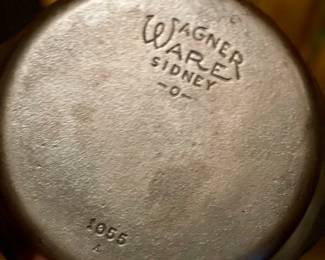 WAGNER
WARE
SIDNEY
-O-
1055
A